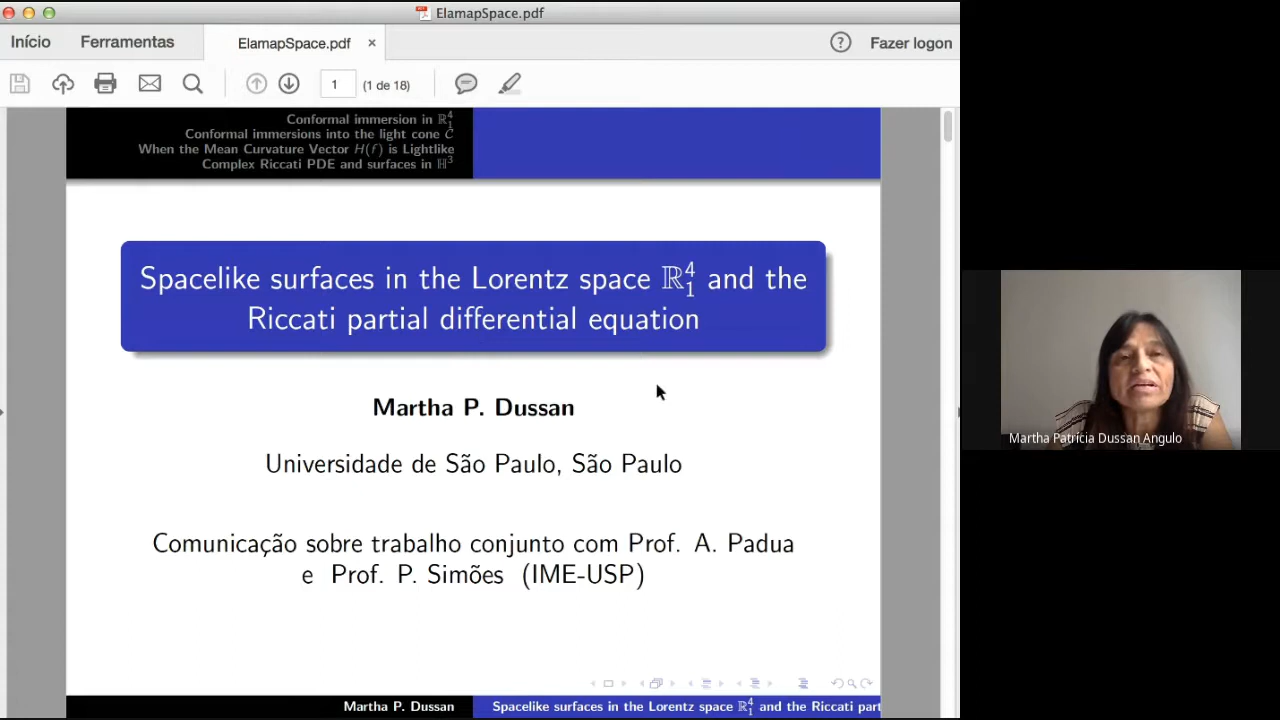 ElamapSpace.pdf
Início
Ferramentas
ElamapSpace.pdf ×
? Fazer logon
1 (1 de 18)
Conformal immersion in ℝ⁴₁
Conformal immersions into the light cone C
When the Mean Curvature Vector H(f) is Lightlike
Complex Riccati PDE and surfaces in ℍ³
Spacelike surfaces in the Lorentz space ℝ⁴₁ and the
Riccati partial differential equation
Martha P. Dussan
Universidade de São Paulo, São Paulo
Comunicação sobre trabalho conjunto com Prof. A. Padua
e Prof. P. Simões (IME-USP)
Martha P. Dussan
Spacelike surfaces in the Lorentz space ℝ⁴₁ and the Riccati part
Martha Patrícia Dussan Angulo